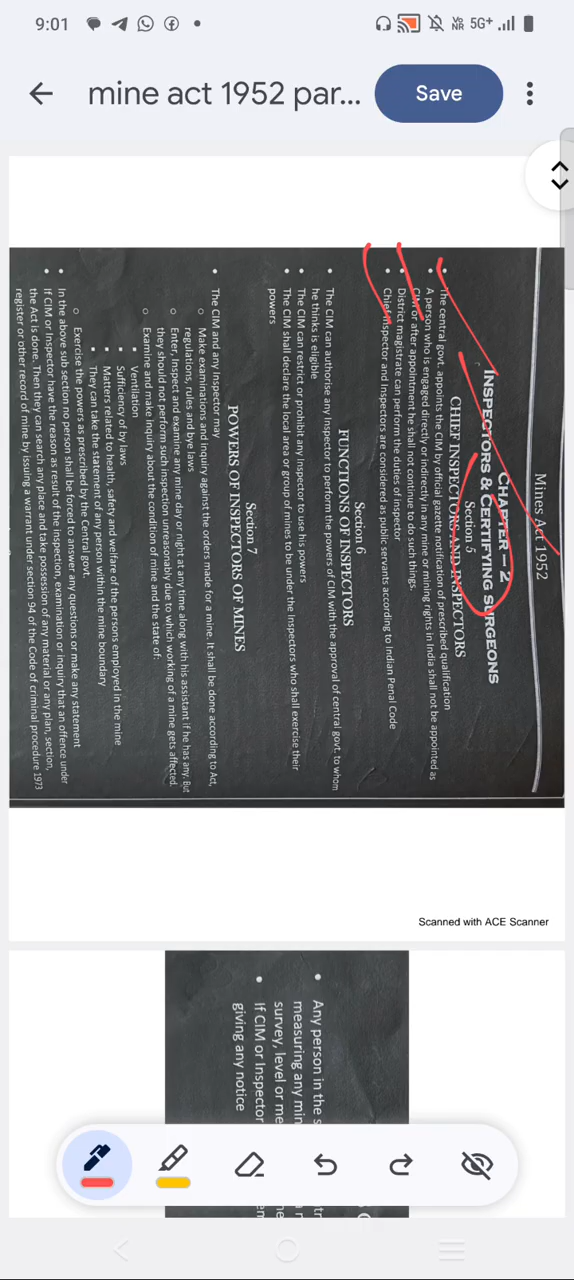 9:01
5G+
mine act 1952 par...
Save
Mines Act 1952
CHAPTER – 2
INSPECTORS & CERTIFYING SURGEONS
Section 5
CHIEF INSPECTORS AND INSPECTORS
• The central govt. appoints the CIM by official gazette notification of prescribed qualification
• A person who is engaged directly or indirectly in any mine or mining rights in India shall not be appointed as
CIM or after appointment he shall not continue to do such things.
• District magistrate can perform the duties of inspector
• Chief Inspector and Inspectors are considered as public servants according to Indian Penal Code
Section 6
FUNCTIONS OF INSPECTORS
• The CIM can authorise any Inspector to perform the powers of CIM with the approval of central govt. to whom
he thinks is eligible
• The CIM can restrict or prohibit any Inspector to use his powers
• The CIM shall declare the local area or group of mines to be under the Inspectors who shall exercise their
powers
Section 7
POWERS OF INSPECTORS OF MINES
• The CIM and any Inspector may
○ Make examinations and inquiry against the orders made for a mine. It shall be done according to Act,
regulations, rules and bye laws
○ Enter, Inspect and examine any mine day or night at any time along with his assistant if he has any. But
they should not perform such inspection unreasonably due to which working of a mine gets affected.
○ Examine and make inquiry about the condition of mine and the state of:
▪ Ventilation
▪ Sufficiency of by laws
▪ Matters related to health, safety and welfare of the persons employed in the mine
▪ They can take the statement of any person within the mine boundary
○ Exercise the powers as prescribed by the Central govt.
• In the above sub section no person shall be forced to answer any questions or make any statement
• If CIM or Inspector have the reason as result of the inspection, examination or inquiry that an offence under
the Act is done. Then they can search any place and take possession of any material or any plan, section,
register or other record of mine by issuing a warrant under section 94 of the Code of criminal procedure 1973
Scanned with ACE Scanner
• Any person in the
measuring any
survey, level or
• If CIM or Inspector
giving any notice